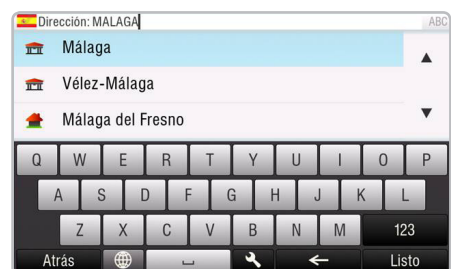 Dirección: MALAGA ABC
Málaga
Vélez-Málaga
Málaga del Fresno
Q W E R T Y U I O P
A S D F G H J K L
Z X C V B N M 123
Atrás Listo